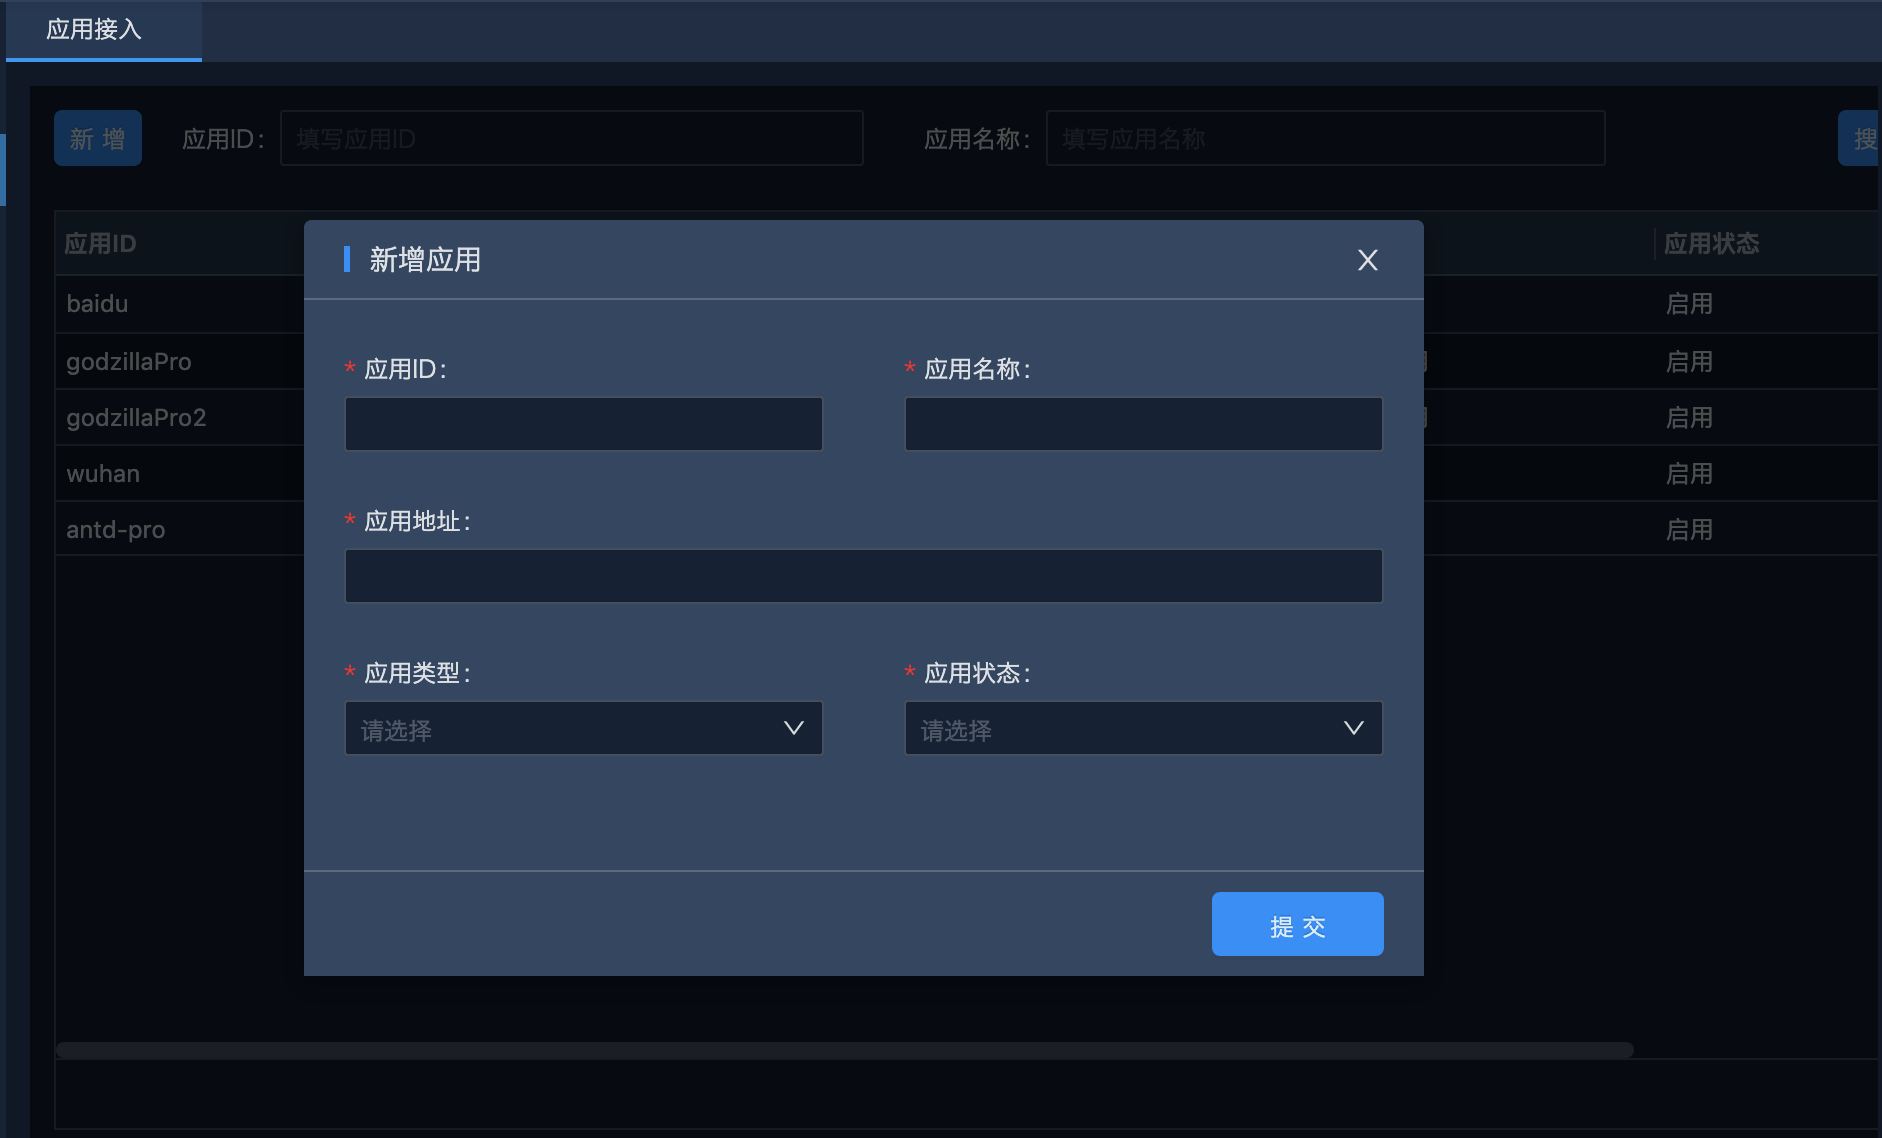 应用接入
新 增
应用ID：
填写应用ID
应用名称：
填写应用名称
搜
应用ID
应用状态
baidu
启用
godzillaPro
启用
godzillaPro2
启用
wuhan
启用
antd-pro
启用
新增应用
* 应用ID：
* 应用名称：
* 应用地址：
* 应用类型：
* 应用状态：
请选择
请选择
提 交